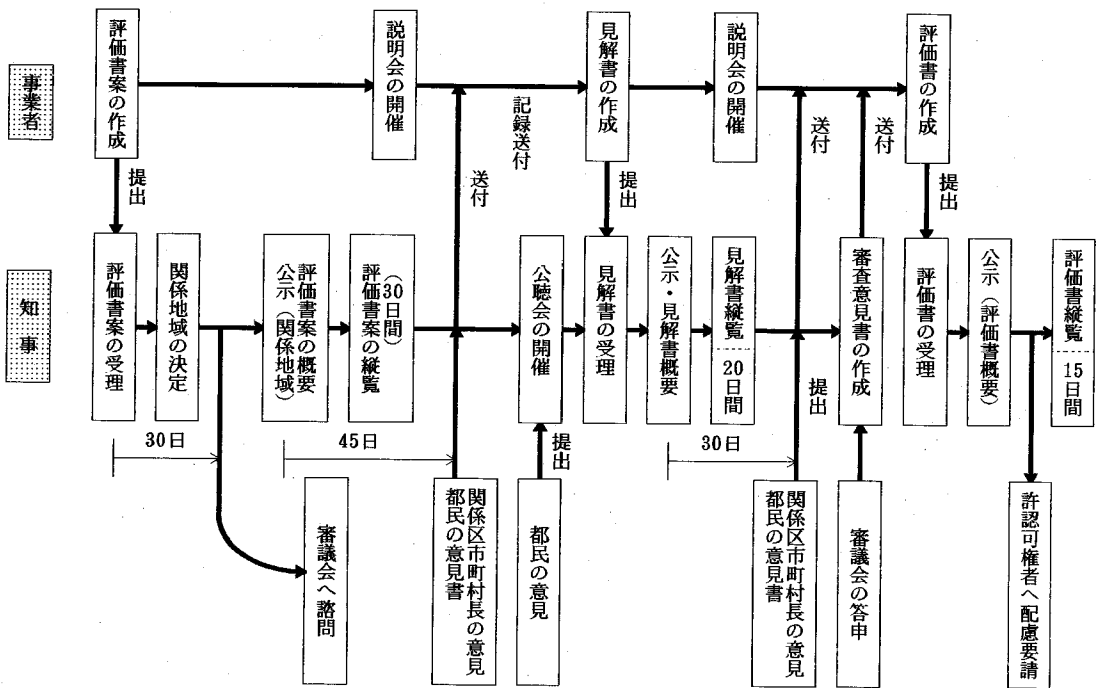 事業者
評価書案の作成
説明会の開催
見解書の作成
説明会の開催
評価書の作成
提出
送付
記録送付
提出
送付
送付
提出
知事
評価書案の受理
関係地域の決定
評価書案の概要
公示（関係地域）
評価書案の縦覧
（30日間）
公聴会の開催
見解書の受理
公示・見解書概要
見解書縦覧
20日間
審査意見書の作成
評価書の受理
公示（評価書概要）
評価書縦覧
15日間
30日
45日
提出
30日
提出
審議会へ諮問
関係区市町村長の意見
都民の意見書
都民の意見
関係区市町村長の意見
都民の意見書
審議会の答申
許認可権者へ配慮要請